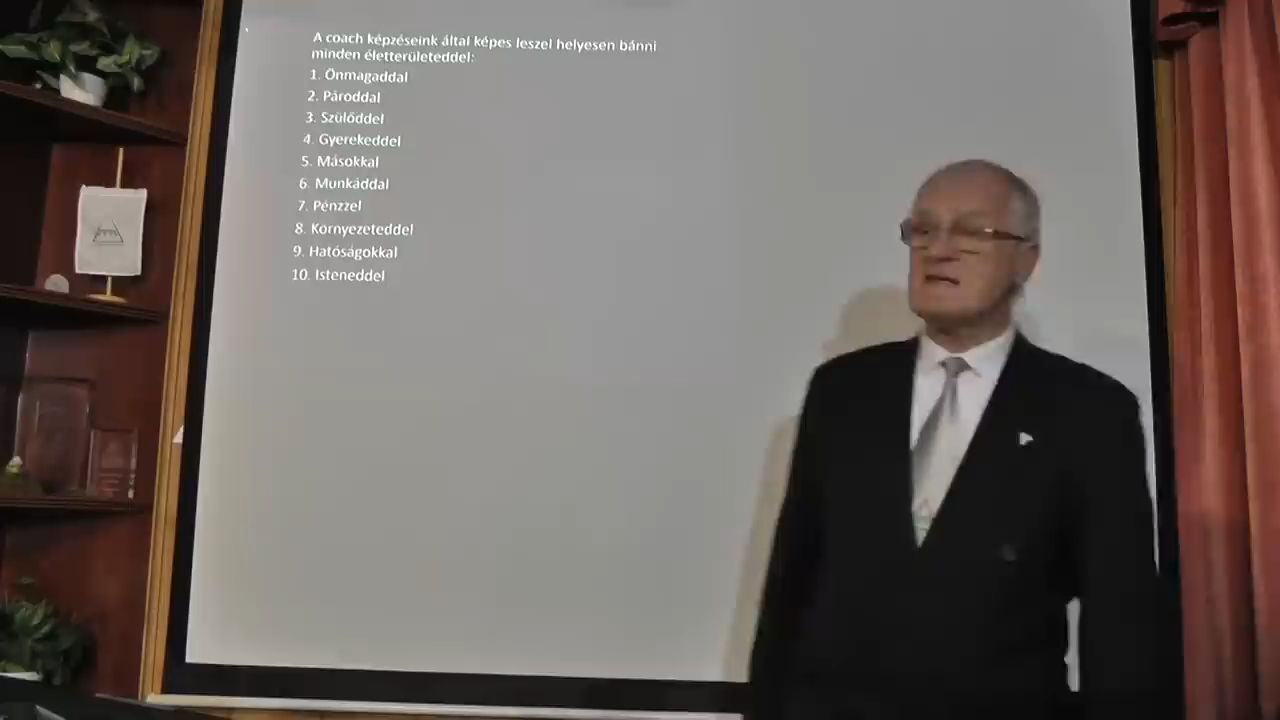 A coach képzéseink által képes leszel helyesen bánni
minden életterületeddel:
1. Önmagaddal
2. Pároddal
3. Szülőddel
4. Gyerekeddel
5. Másokkal
6. Munkáddal
7. Pénzzel
8. Környezeteddel
9. Hatóságokkal
10. Isteneddel